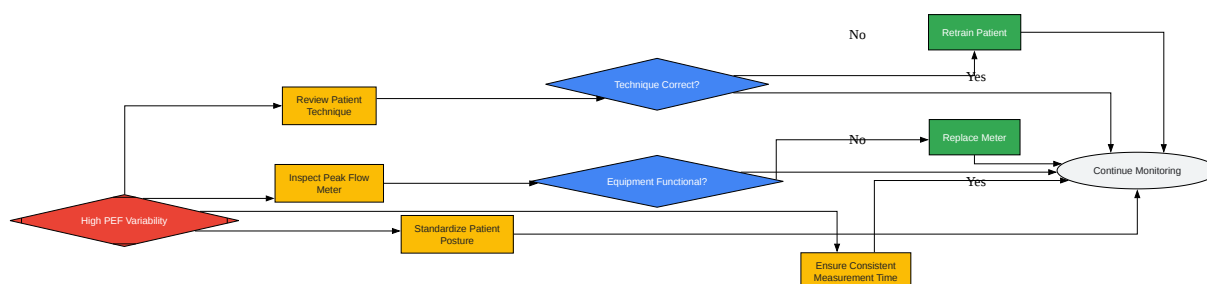 No
Retrain Patient
Yes
Technique Correct?
Review Patient
Technique
No
Replace Meter
Continue Monitoring
Inspect Peak Flow
Meter
Equipment Functional?
Yes
High PEF Variability
Standardize Patient
Posture
Ensure Consistent
Measurement Time